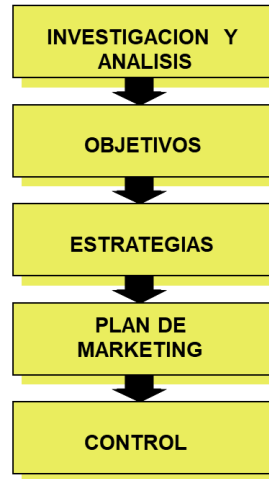 INVESTIGACION Y
ANALISIS
OBJETIVOS
ESTRATEGIAS
PLAN DE
MARKETING
CONTROL